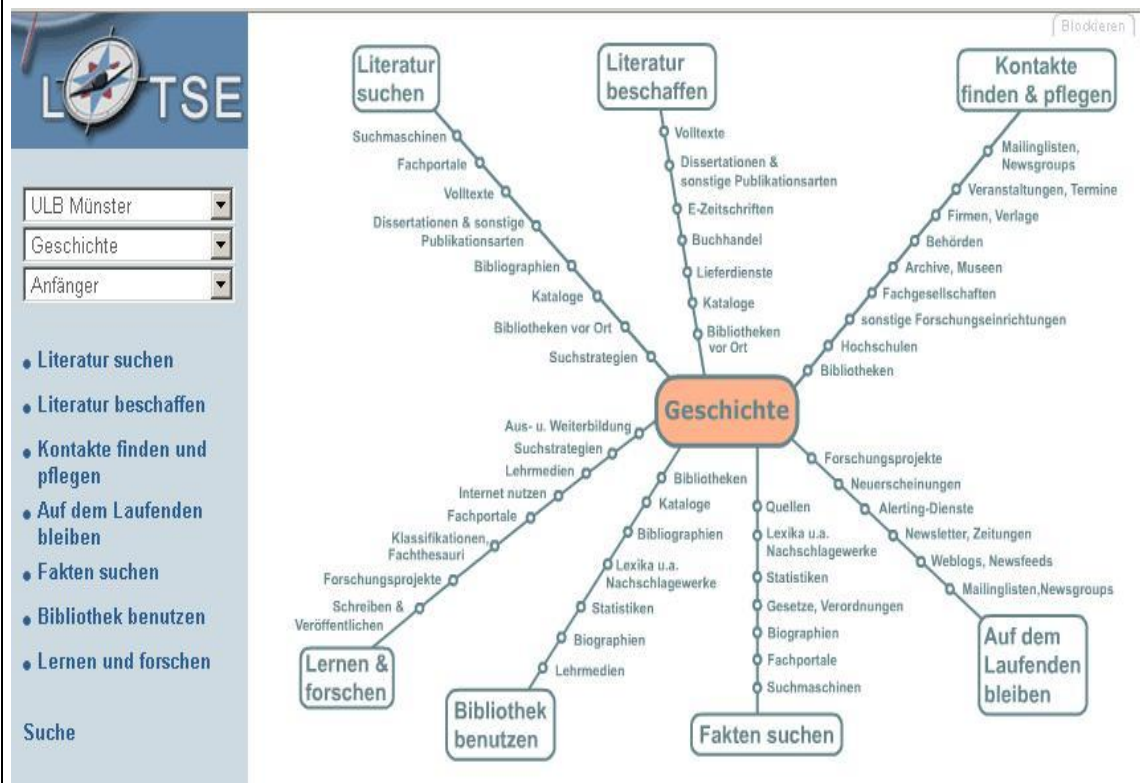 LOTSE
ULB Münster
Geschichte
Anfänger
Literatur suchen
Literatur beschaffen
Kontakte finden und
pflegen
Auf dem Laufenden
bleiben
Fakten suchen
Bibliothek benutzen
Lernen und forschen
Suche
Blockieren
Literatur
suchen
Suchmaschinen
Fachportale
Volltexte
Dissertationen & sonstige
Publikationsarten
Bibliographien
Kataloge
Bibliotheken vor Ort
Suchstrategien
Literatur
beschaffen
Volltexte
Dissertationen &
sonstige Publikationsarten
E-Zeitschriften
Buchhandel
Lieferdienste
Kataloge
Bibliotheken
vor Ort
Kontakte
finden & pflegen
Mailinglisten,
Newsgroups
Veranstaltungen, Termine
Firmen, Verlage
Behörden
Archive, Museen
Fachgesellschaften
sonstige Forschungseinrichtungen
Hochschulen
Bibliotheken
Geschichte
Aus- u. Weiterbildung
Suchstrategien
Lehrmedien
Internet nutzen
Fachportale
Klassifikationen,
Fachthesauri
Forschungsprojekte
Schreiben &
Veröffentlichen
Lernen &
forschen
Bibliotheken
Kataloge
Bibliographien
Lexika u.a.
Nachschlagewerke
Statistiken
Biographien
Lehrmedien
Bibliothek
benutzen
Quellen
Lexika u.a.
Nachschlagewerke
Statistiken
Gesetze, Verordnungen
Biographien
Fachportale
Suchmaschinen
Fakten suchen
Forschungsprojekte
Neuerscheinungen
Alerting-Dienste
Newsletter, Zeitungen
Weblogs, Newsfeeds
Mailinglisten,Newsgroups
Auf dem
Laufenden
bleiben